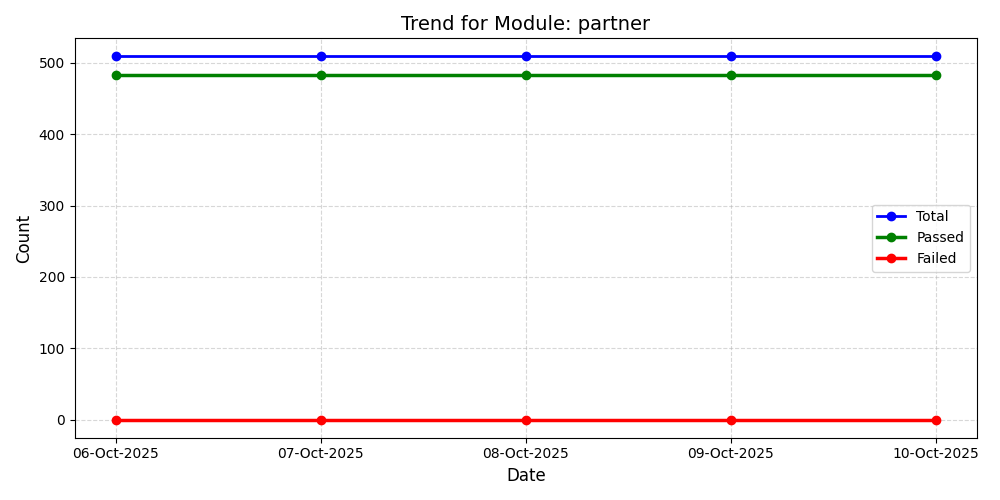 Trend for Module: partner
Count
500
400
300
200
100
0
Total
Passed
Failed
06-Oct-2025
07-Oct-2025
08-Oct-2025
09-Oct-2025
10-Oct-2025
Date